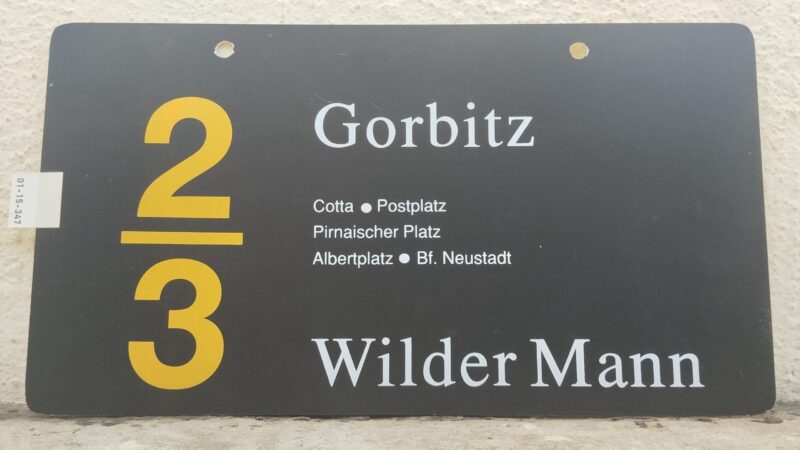 2
3
Gorbitz
Cotta ● Postplatz
Pirnaischer Platz
Albertplatz ● Bf. Neustadt
Wilder Mann
01-15-347